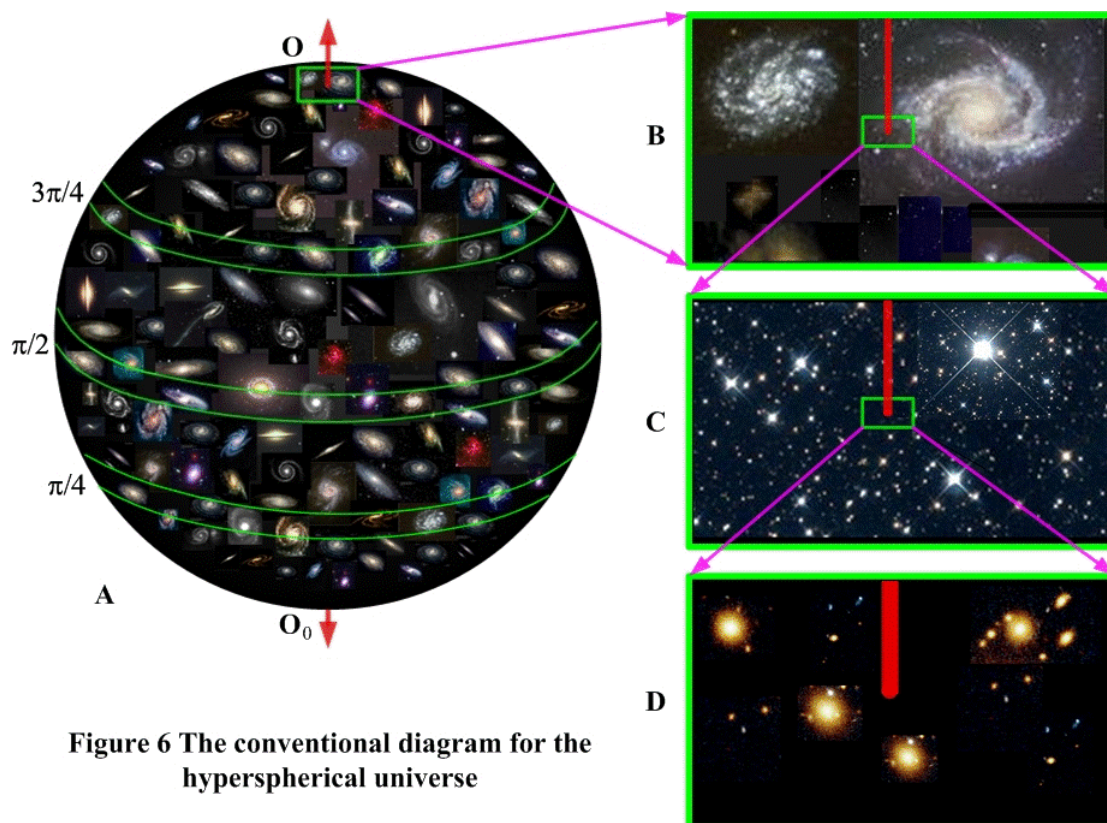 O
B
3π/4
π/2
C
π/4
A
O₀
D
Figure 6 The conventional diagram for the
hyperspherical universe